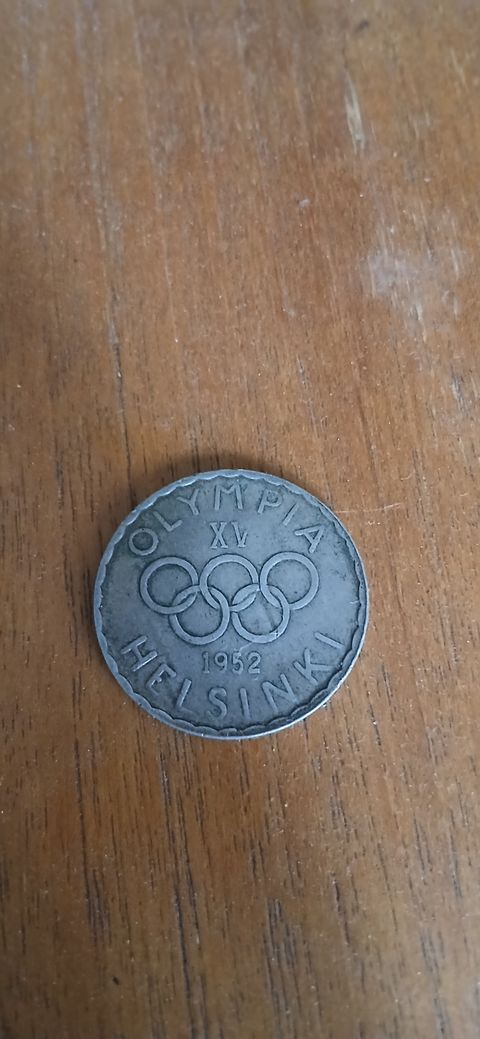 OLYMPIA
XV
1952
HELSINKI